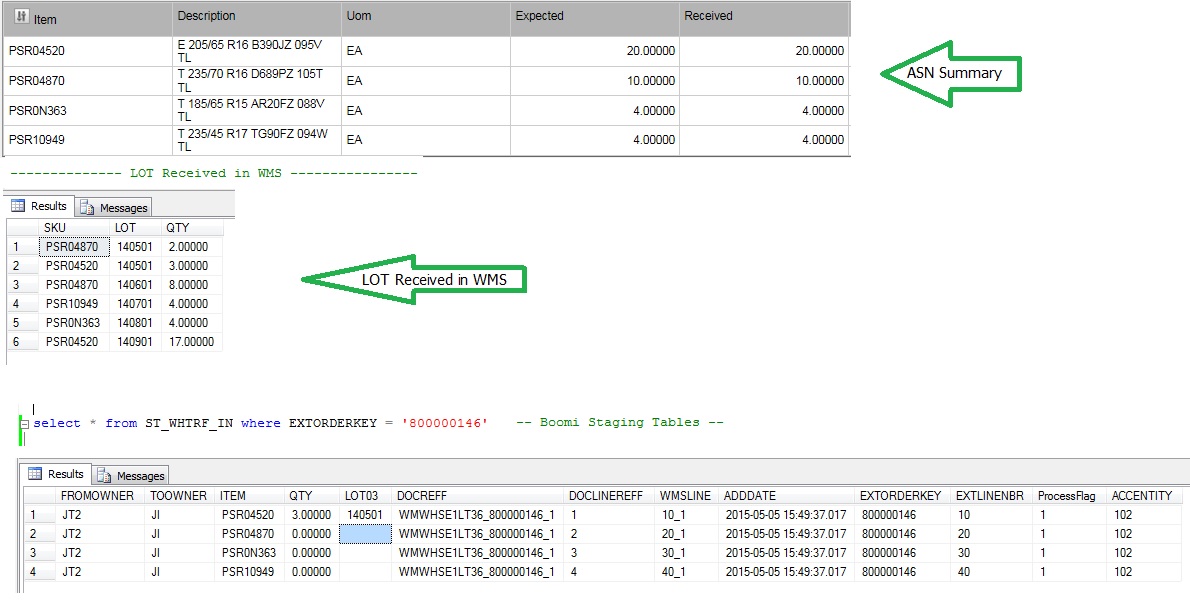 Item Description Uom Expected Received
PSR04520 E 205/65 R16 B390JZ 095V TL EA 20.00000 20.00000
PSR04870 T 235/70 R16 D689PZ 105T TL EA 10.00000 10.00000
PSR0N363 T 185/65 R15 AR20FZ 088V TL EA 4.00000 4.00000
PSR10949 T 235/45 R17 TG90FZ 094W TL EA 4.00000 4.00000
ASN Summary
-------------- LOT Received in WMS ----------------
Results Messages
SKU LOT QTY
1 PSR04870 140501 2.00000
2 PSR04520 140501 3.00000
3 PSR04870 140601 8.00000
4 PSR10949 140701 4.00000
5 PSR0N363 140801 4.00000
6 PSR04520 140901 17.00000
LOT Received in WMS
select * from ST_WHTRF_IN where EXTORDERKEY = '800000146' -- Boomi Staging Tables --
Results Messages
FROMOWNER TOOWNER ITEM QTY LOT03 DOCREFF DOCLINEREFF WMSLINE ADDDATE EXTORDERKEY EXTLINENBR ProcessFlag ACCENTITY
1 JT2 JI PSR04520 3.00000 140501 WMWHSE1LT36_800000146_1 1 10_1 2015-05-05 15:49:37.017 800000146 10 1 102
2 JT2 JI PSR04870 0.00000 WMWHSE1LT36_800000146_1 2 20_1 2015-05-05 15:49:37.017 800000146 20 1 102
3 JT2 JI PSR0N363 0.00000 WMWHSE1LT36_800000146_1 3 30_1 2015-05-05 15:49:37.017 800000146 30 1 102
4 JT2 JI PSR10949 0.00000 WMWHSE1LT36_800000146_1 4 40_1 2015-05-05 15:49:37.017 800000146 40 1 102